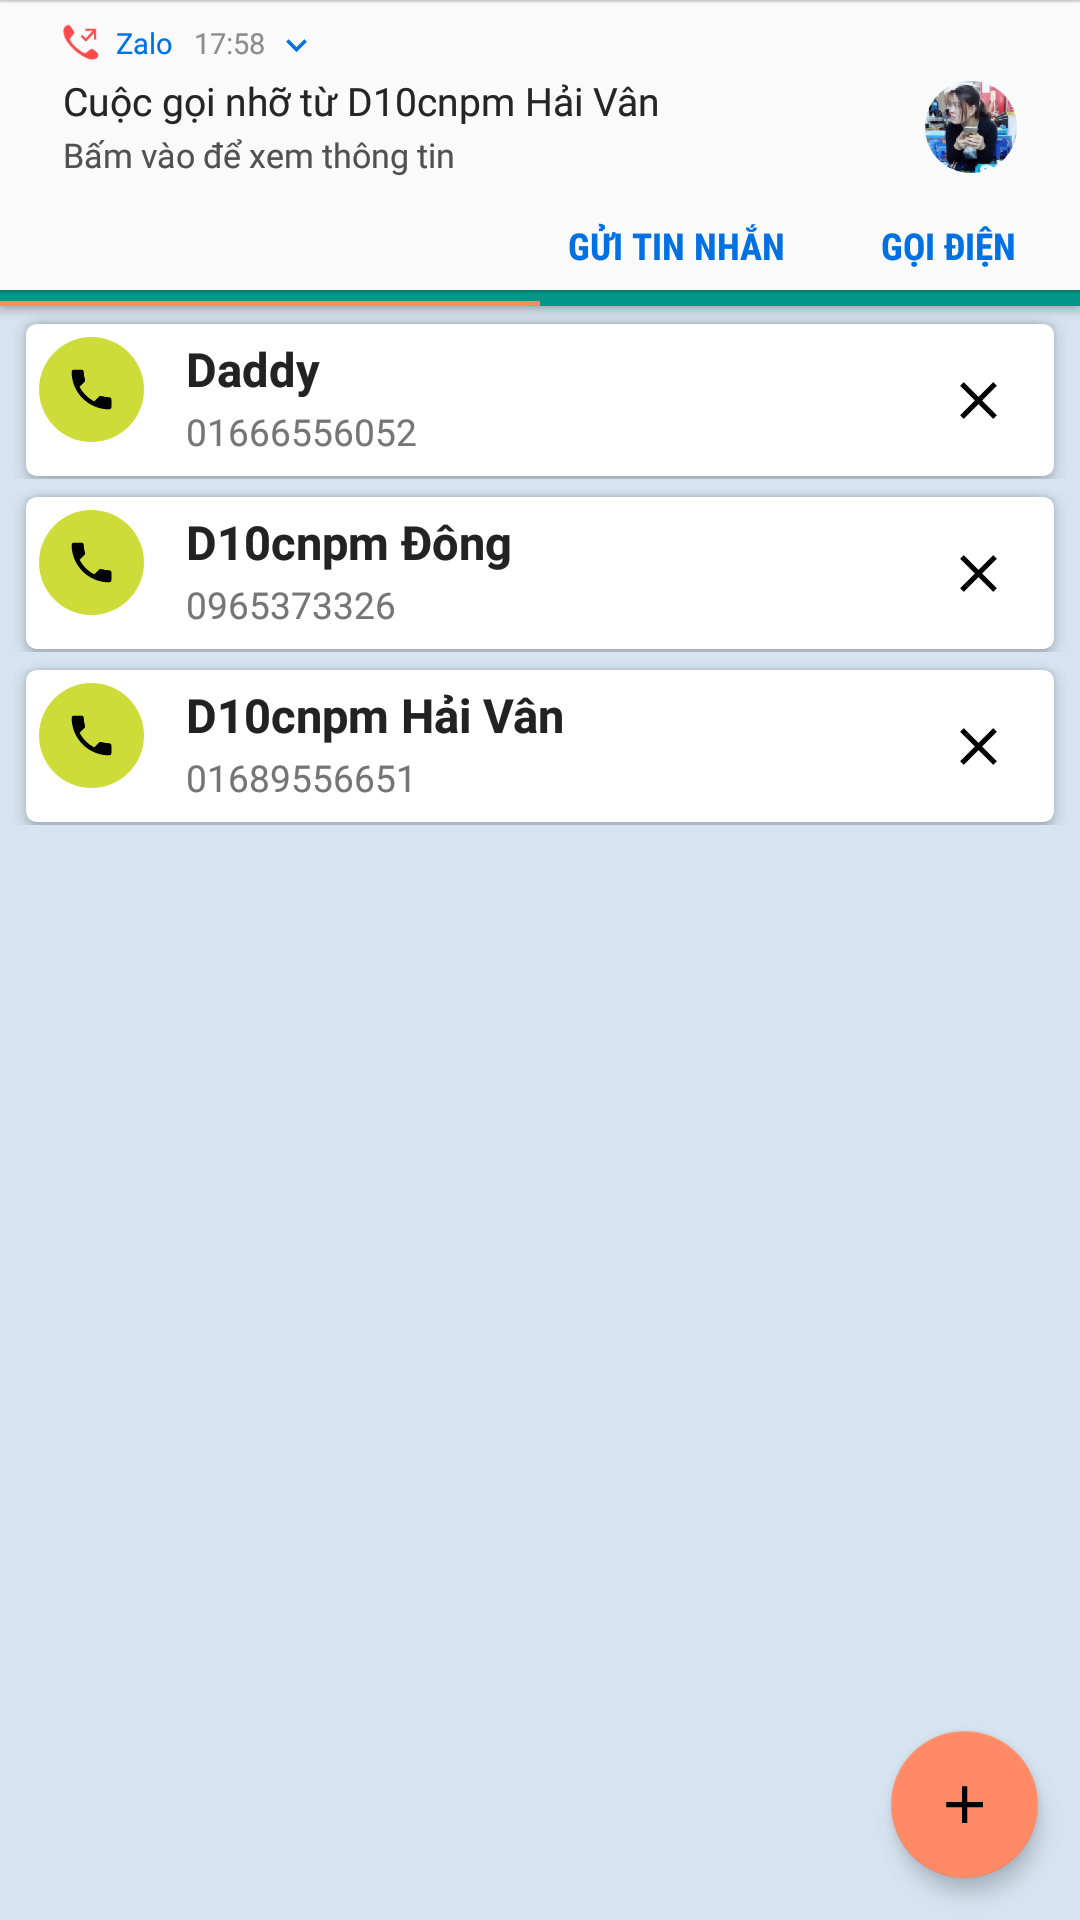 Zalo 17:58
Cuộc gọi nhỡ từ D10cnpm Hải Vân
Bấm vào để xem thông tin
GỬI TIN NHẮN GỌI ĐIỆN
Daddy
01666556052
D10cnpm Đông
0965373326
D10cnpm Hải Vân
01689556651